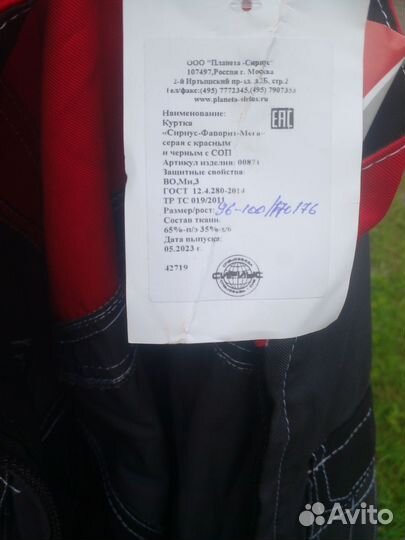 ООО "Планета -Сириус"
107497,Россия г. Москва
2-й Иртышский пр-зд, д.4Б, стр.2
Тел/факс:(495) 7772345,(495) 7907353
www.planeta-sirius.ru
Наименование:
Куртка
«Сириус-Фаворит-Мега»
серая с красным
и черным с СОП
Артикул изделия: 00871
Защитные свойства
ВО,Ми,З
ГОСТ 12.4.280-2014
ТР ТС 019/2011
Размер/рост: 96-100/170/176
Состав ткани:
65%-п/э 35%-х/б
Дата выпуска:
05.2023 г.
42719
EAC
СИРИУС
Avito